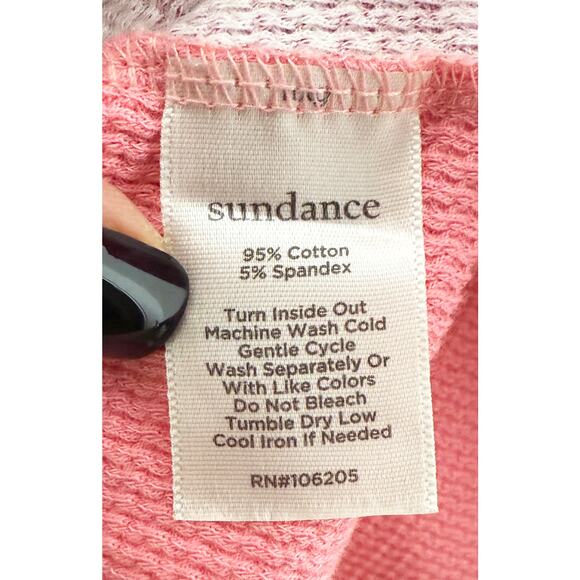 sundance
95% Cotton
5% Spandex
Turn Inside Out
Machine Wash Cold
Gentle Cycle
Wash Separately Or
With Like Colors
Do Not Bleach
Tumble Dry Low
Cool Iron If Needed
RN#106205